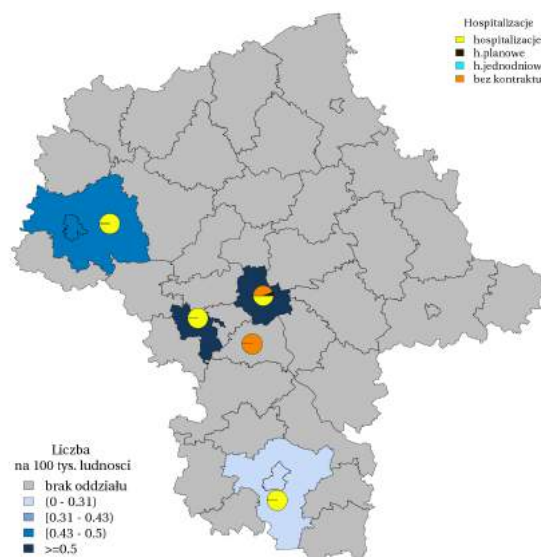 Hospitalizacje
hospitalizacje
h.planowe
h.jednodniow
bez kontraktu
Liczba
na 100 tys. ludnosci
brak oddziału
(0 - 0.31)
[0.31 - 0.43)
[0.43 - 0.5)
>=0.5